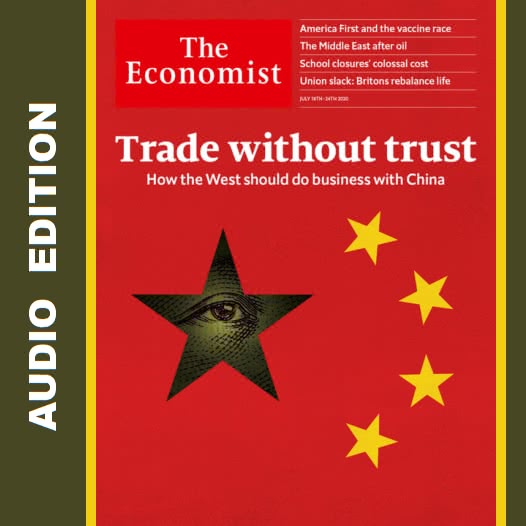 AUDIO EDITION
The
Economist
America First and the vaccine race
The Middle East after oil
School closures' colossal cost
Union slack: Britons rebalance life
JULY 18TH–24TH 2020
Trade without trust
How the West should do business with China